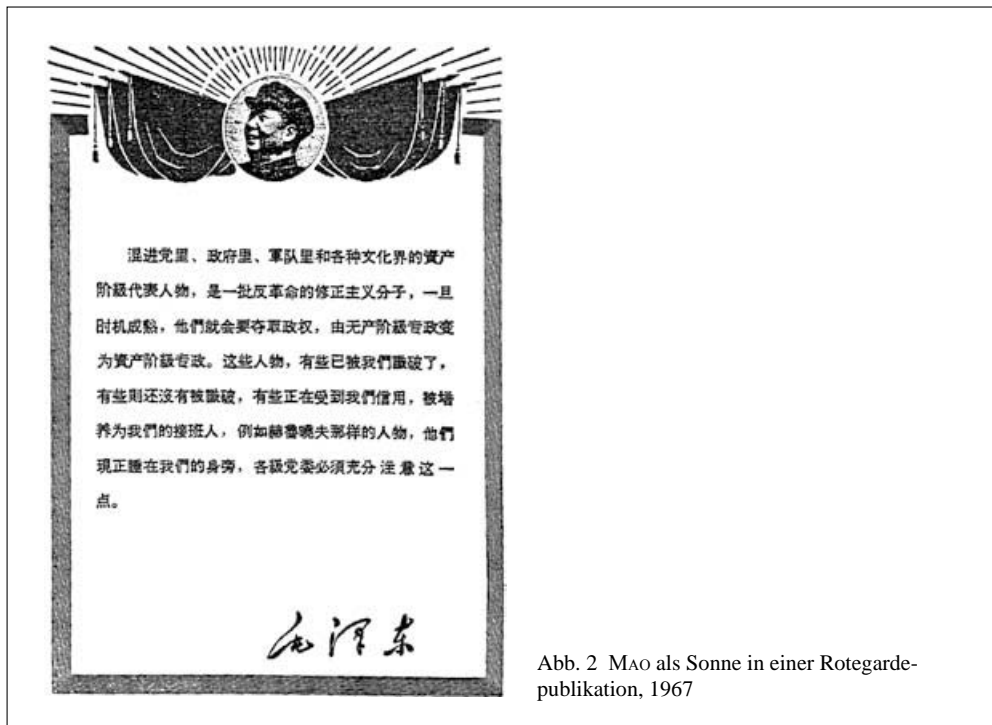 混进党里、政府里、軍队里和各种文化界的資产
阶級代表人物，是一批反革命的修正主义分子，一旦
时机成熟，他們就会要夺取政权，由无产阶級专政变
为資产阶級专政。这些人物，有些已被我們識破了，
有些则还沒有被識破，有些正在受到我們信用，被培
养为我們的接班人，例如赫魯曉夫那样的人物，他們
現正睡在我們的身旁，各級党委必須充分注意这一
点。
毛泽东
Abb. 2 MAO als Sonne in einer Rotegarde-
publikation, 1967